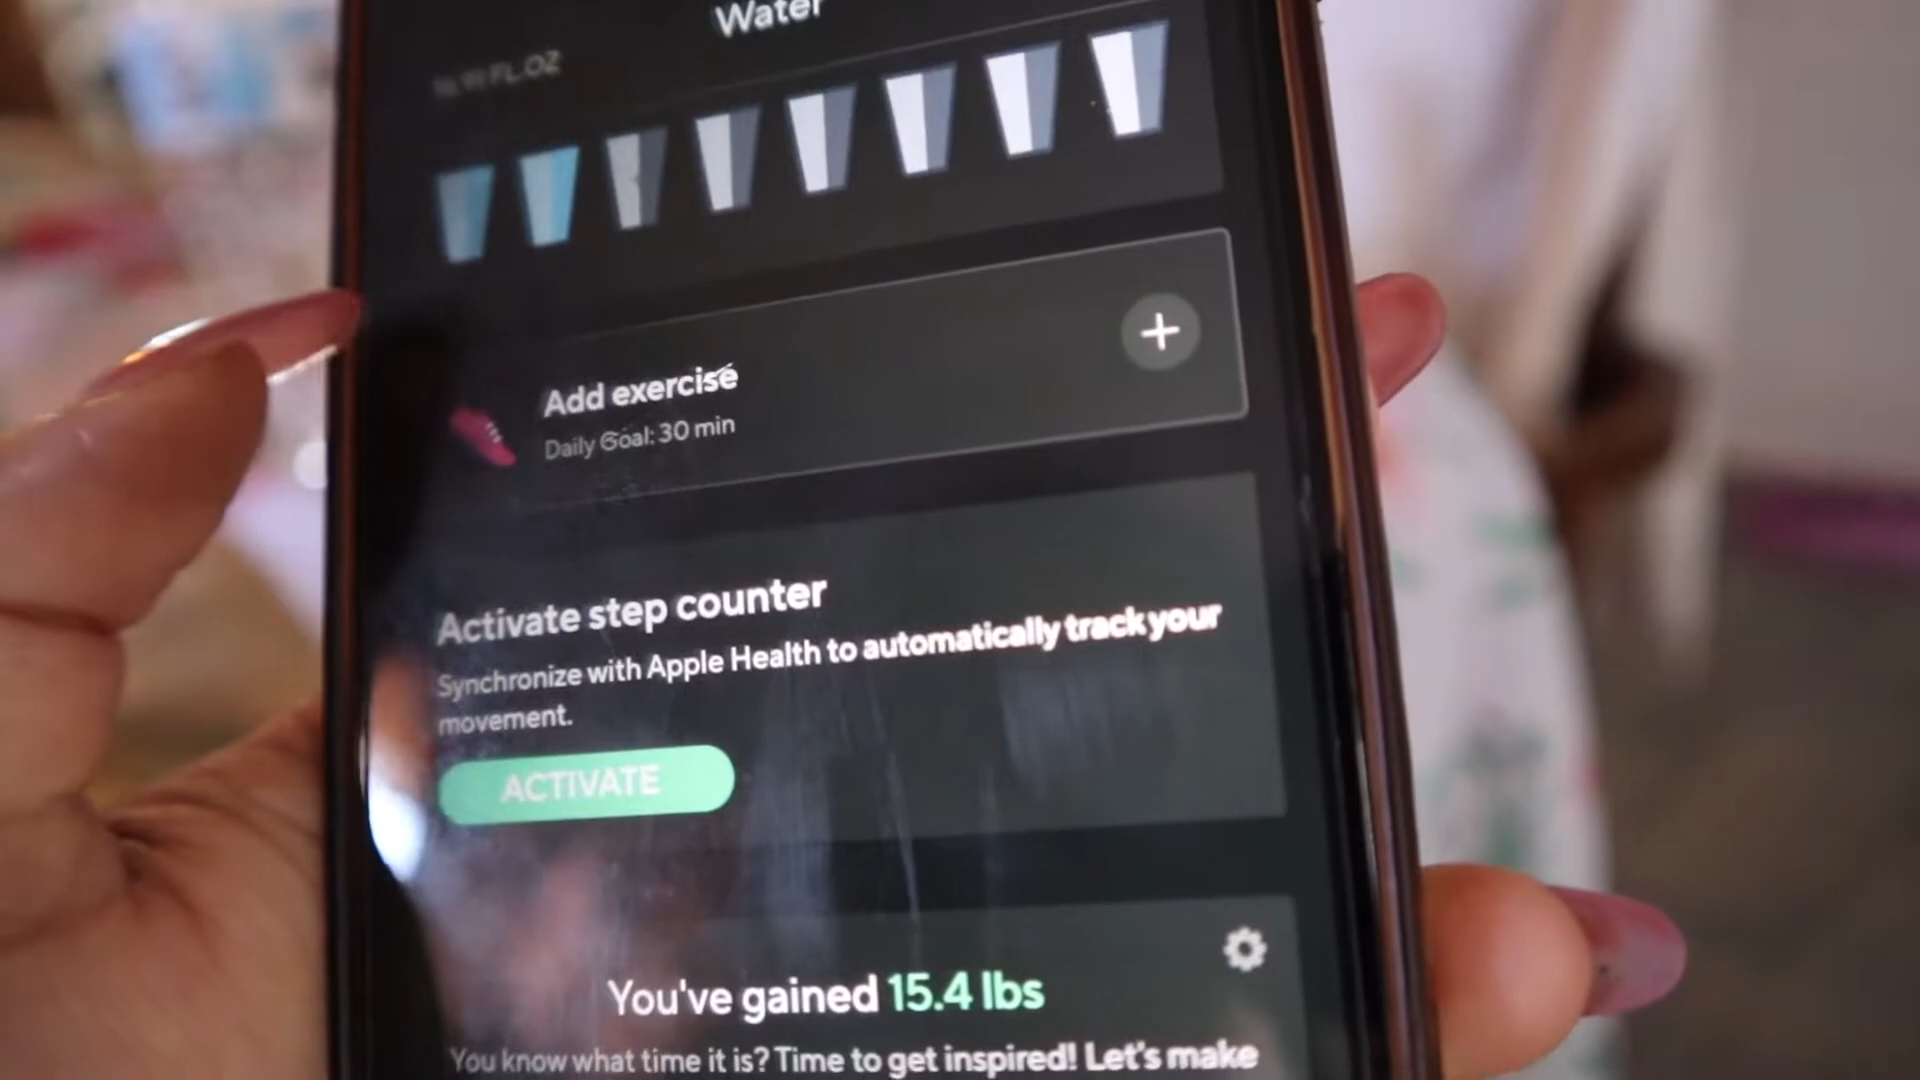 Water
FL.OZ
Add exercise
Daily Goal: 30 min
Activate step counter
Synchronize with Apple Health to automatically track your
movement.
ACTIVATE
You've gained 15.4 lbs
You know what time it is? Time to get inspired! Let's make